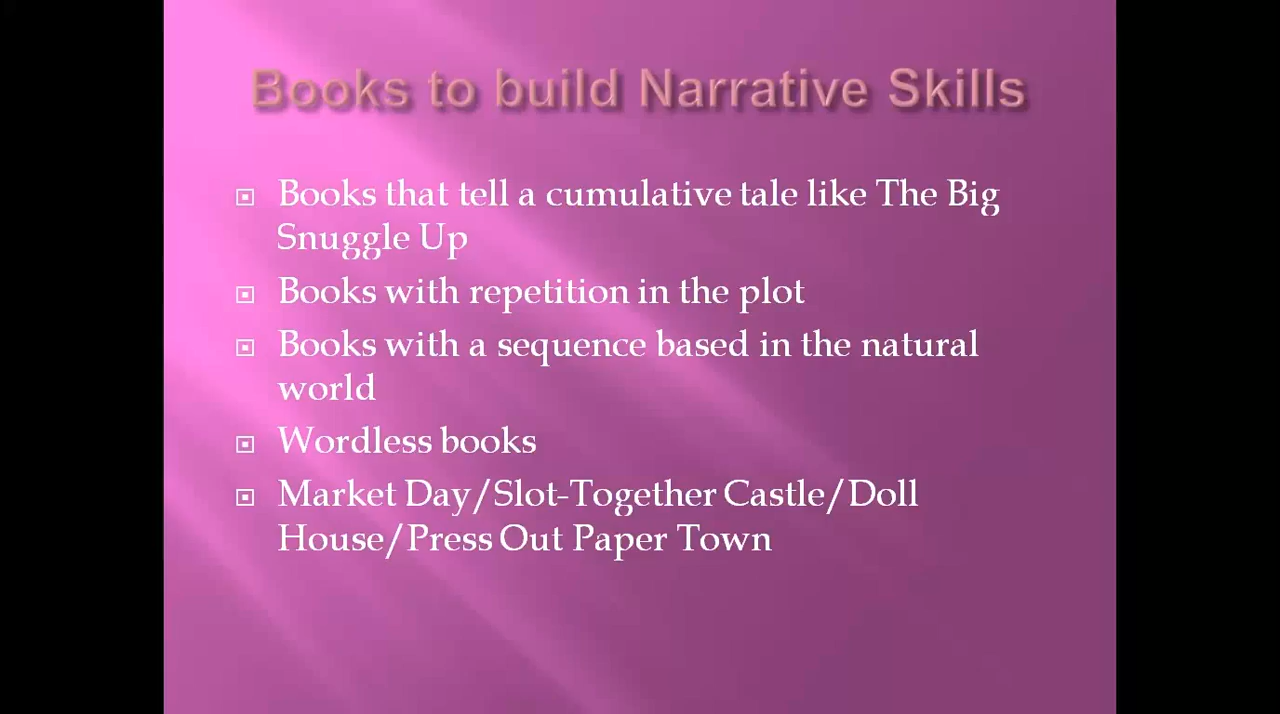 Books to build Narrative Skills
Books that tell a cumulative tale like The Big
Snuggle Up
Books with repetition in the plot
Books with a sequence based in the natural
world
Wordless books
Market Day/Slot-Together Castle/Doll
House/Press Out Paper Town